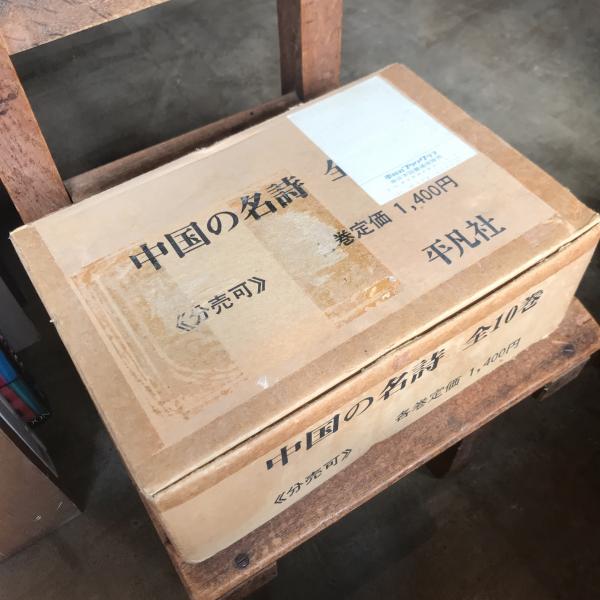 中国の名詩 全
巻定価 1,400円
《分売可》
平凡社
中国の名詩 全10巻
各巻定価 1,400円
《分売可》